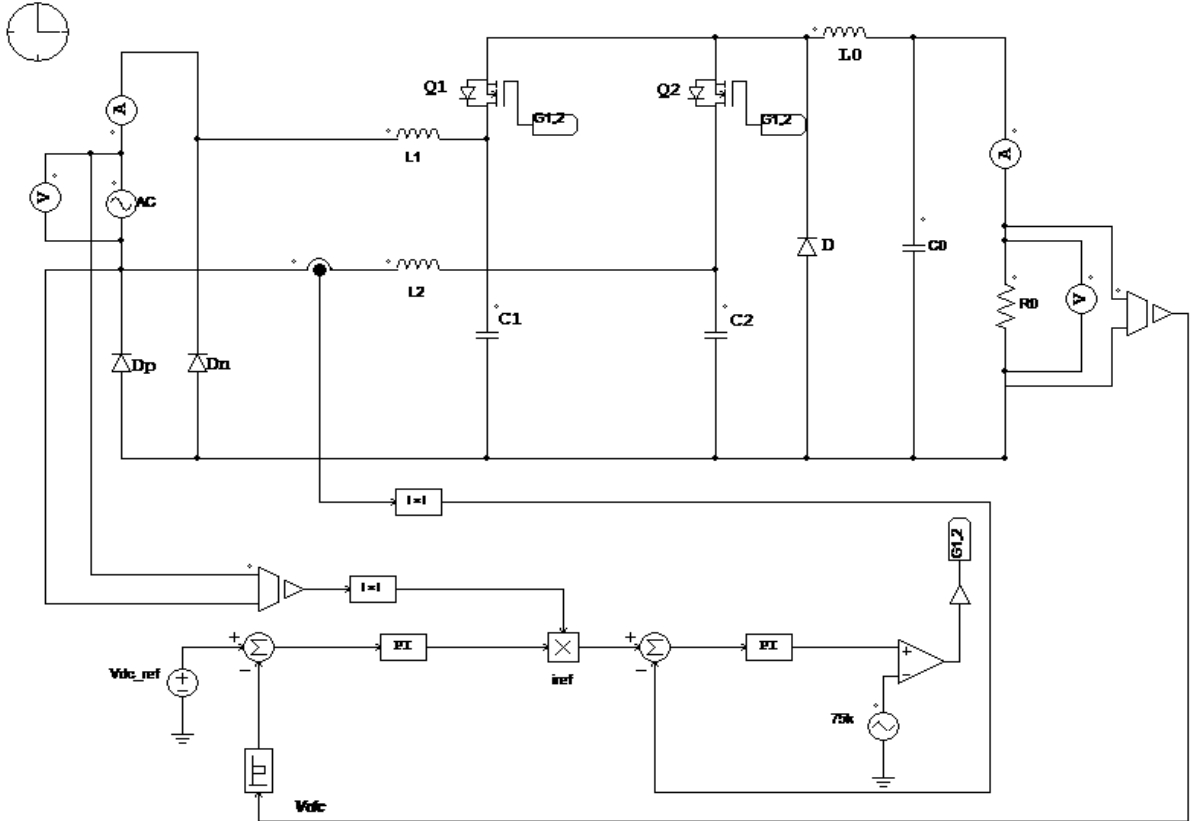 L0
Q1
Q2
A
G1,2
G1,2
L1
A
V
AC
D
C0
L2
R0
V
C1
C2
Dp
Dn
|x|
G1,2
|x|
+
PI
+
PI
+
Σ
X
Σ
−
−
−
Vdc_ref
iref
+
−
75k
Vdc